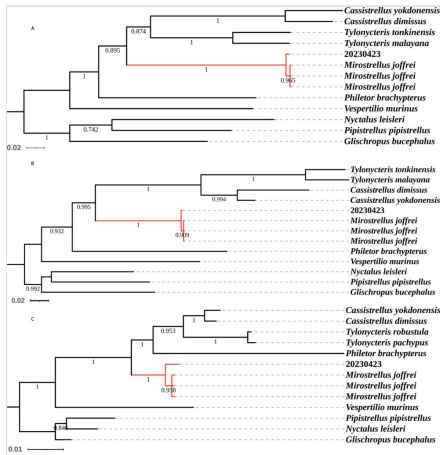 A
Cassistrellus yokdonensis
1
Cassistrellus dimissus
0.874
Tylonycteris tonkinensis
1
Tylonycteris malayana
0.895
20230423
1
Mirostrellus joffrei
1
Mirostrellus joffrei
0.965
Mirostrellus joffrei
Philetor brachypterus
Vespertilio murinus
Nyctalus leisleri
1
0.742
Pipistrellus pipistrellus
Glischropus bucephalus
0.02
B
Tylonycteris tonkinensis
1
Tylonycteris malayana
1
Cassistrellus dimissus
0.994
Cassistrellus yokdonensis
0.995
20230423
1
Mirostrellus joffrei
0.932
Mirostrellus joffrei
0.909
Mirostrellus joffrei
Philetor brachypterus
Vespertilio murinus
Nyctalus leisleri
0.992
Pipistrellus pipistrellus
Glischropus bucephalus
0.02
C
Cassistrellus yokdonensis
Cassistrellus dimissus
0.953
Tylonycteris robustula
1
1
Tylonycteris pachypus
1
Philetor brachypterus
20230423
1
Mirostrellus joffrei
1
Mirostrellus joffrei
0.958
Mirostrellus joffrei
Vespertilio murinus
Pipistrellus pipistrellus
0.846
Nyctalus leisleri
Glischropus bucephalus
0.01